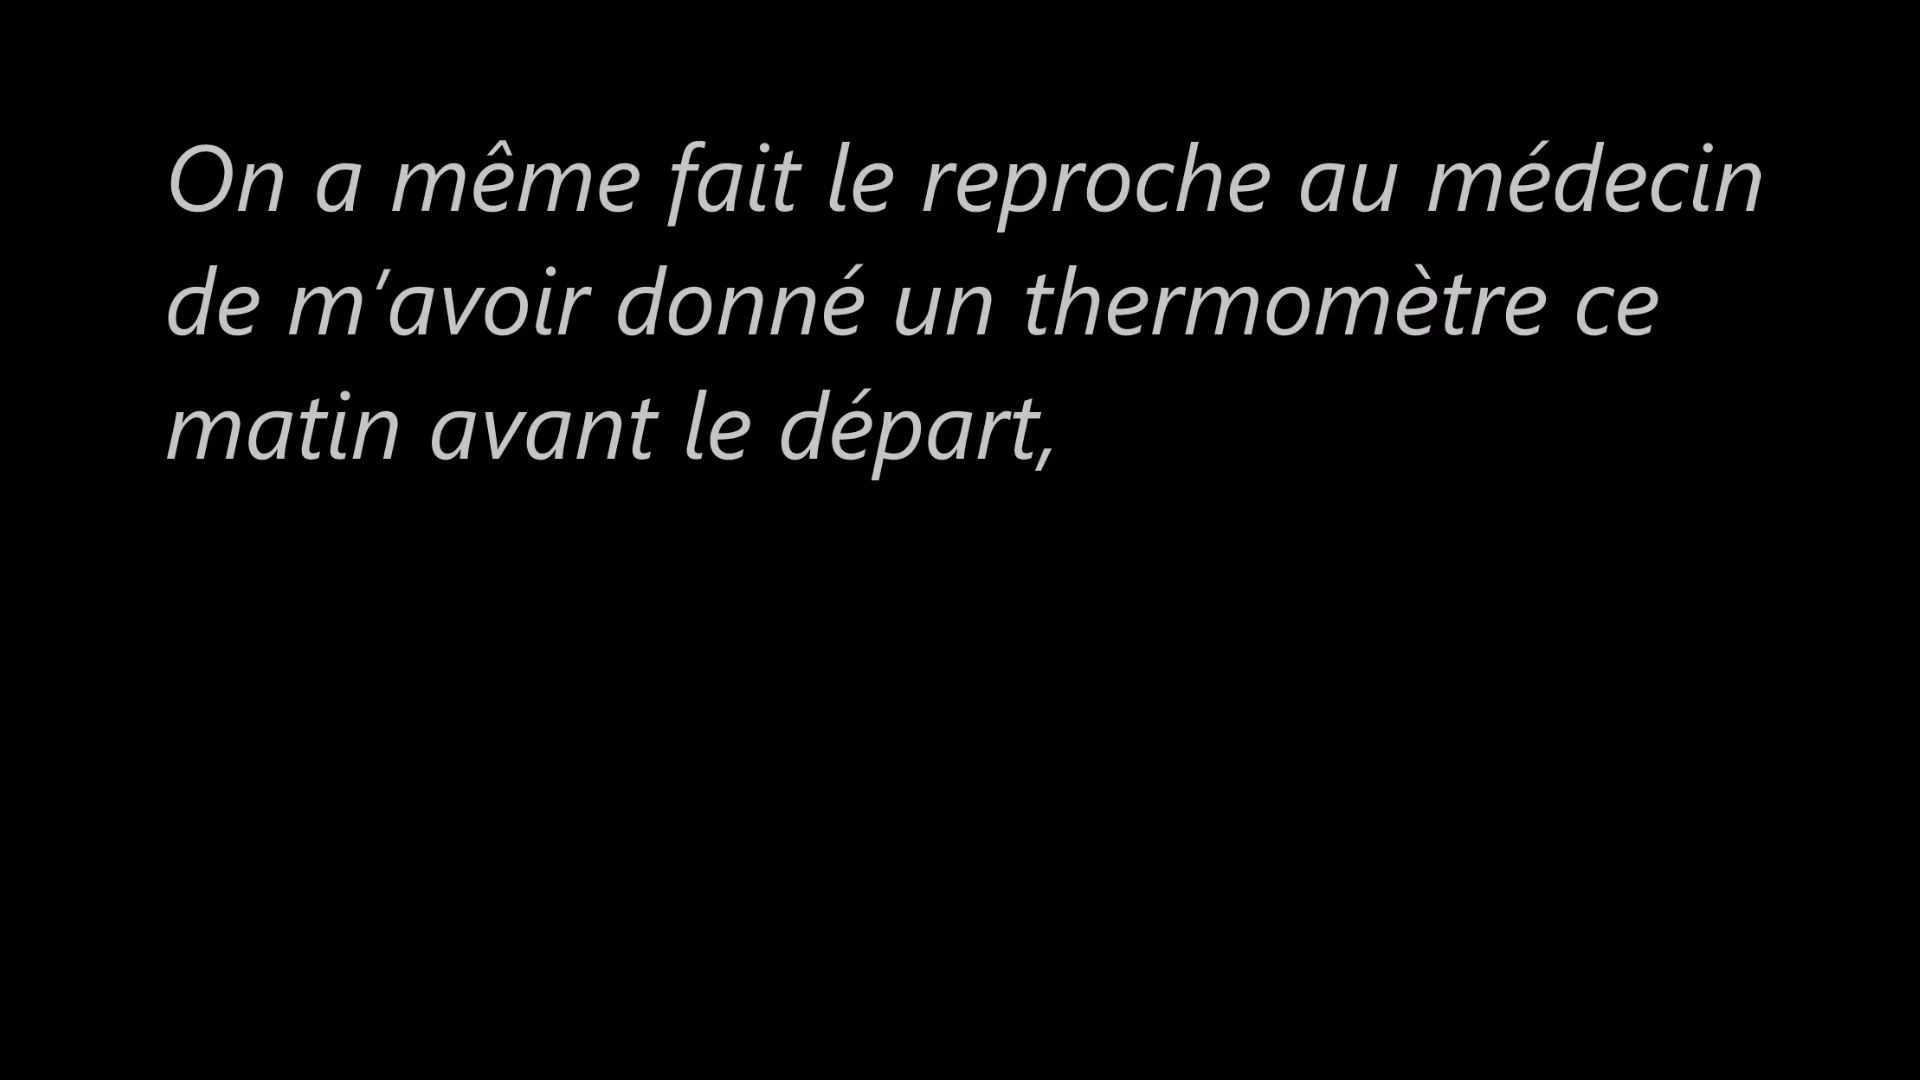 On a même fait le reproche au médecin
de m'avoir donné un thermomètre ce
matin avant le départ,